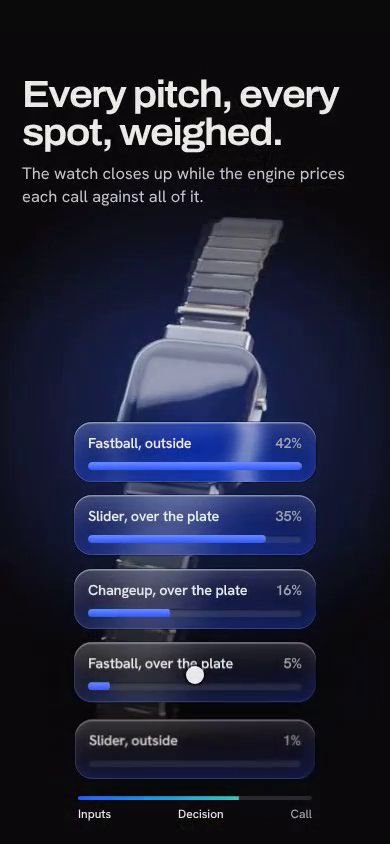 Every pitch, every
spot, weighed.
The watch closes up while the engine prices
each call against all of it.
Fastball, outside 42%
Slider, over the plate 35%
Changeup, over the plate 16%
Fastball, over the plate 5%
Slider, outside 1%
Inputs Decision Call